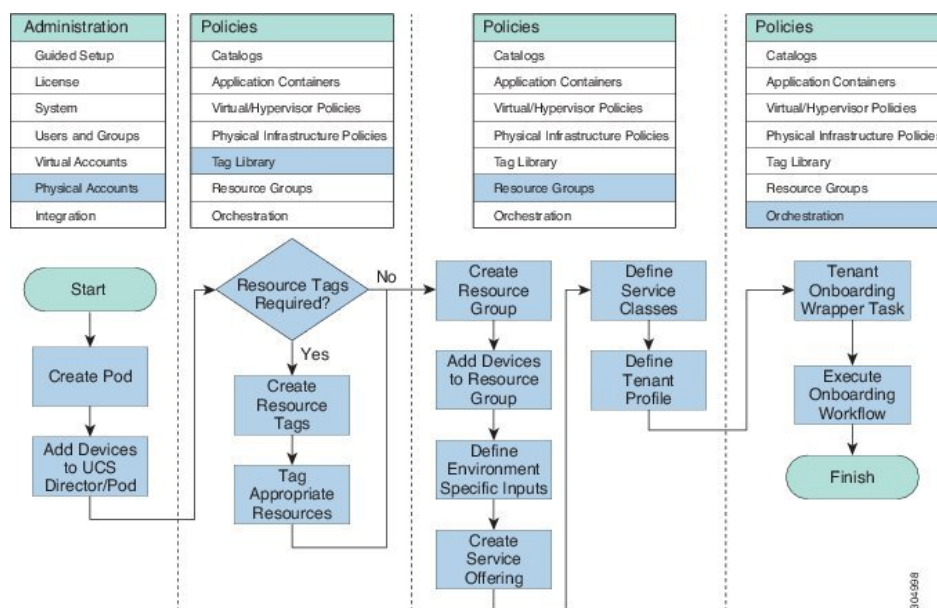 Administration
Guided Setup
License
System
Users and Groups
Virtual Accounts
Physical Accounts
Integration
Policies
Catalogs
Application Containers
Virtual/Hypervisor Policies
Physical Infrastructure Policies
Tag Library
Resource Groups
Orchestration
Policies
Catalogs
Application Containers
Virtual/Hypervisor Policies
Physical Infrastructure Policies
Tag Library
Resource Groups
Orchestration
Policies
Catalogs
Application Containers
Virtual/Hypervisor Policies
Physical Infrastructure Policies
Tag Library
Resource Groups
Orchestration
Start
Create Pod
Add Devices
to UCS
Director/Pod
Resource Tags
Required?
No
Yes
Create
Resource
Tags
Tag
Appropriate
Resources
Create
Resource
Group
Add Devices
to Resource
Group
Define
Environment
Specific Inputs
Create
Service
Offering
Define
Service
Classes
Define
Tenant
Profile
Tenant
Onboarding
Wrapper Task
Execute
Onboarding
Workflow
Finish
304998